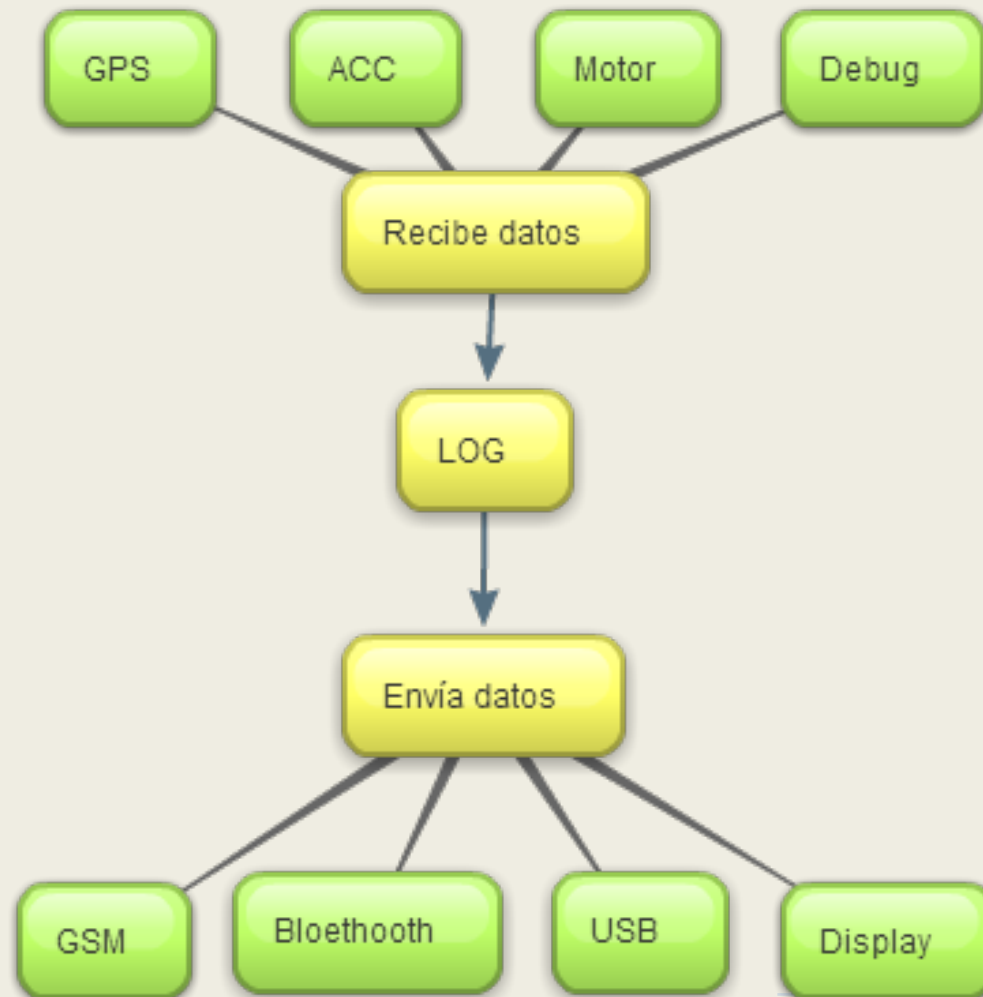 GPS
ACC
Motor
Debug
Recibe datos
LOG
Envía datos
GSM
Bloethooth
USB
Display